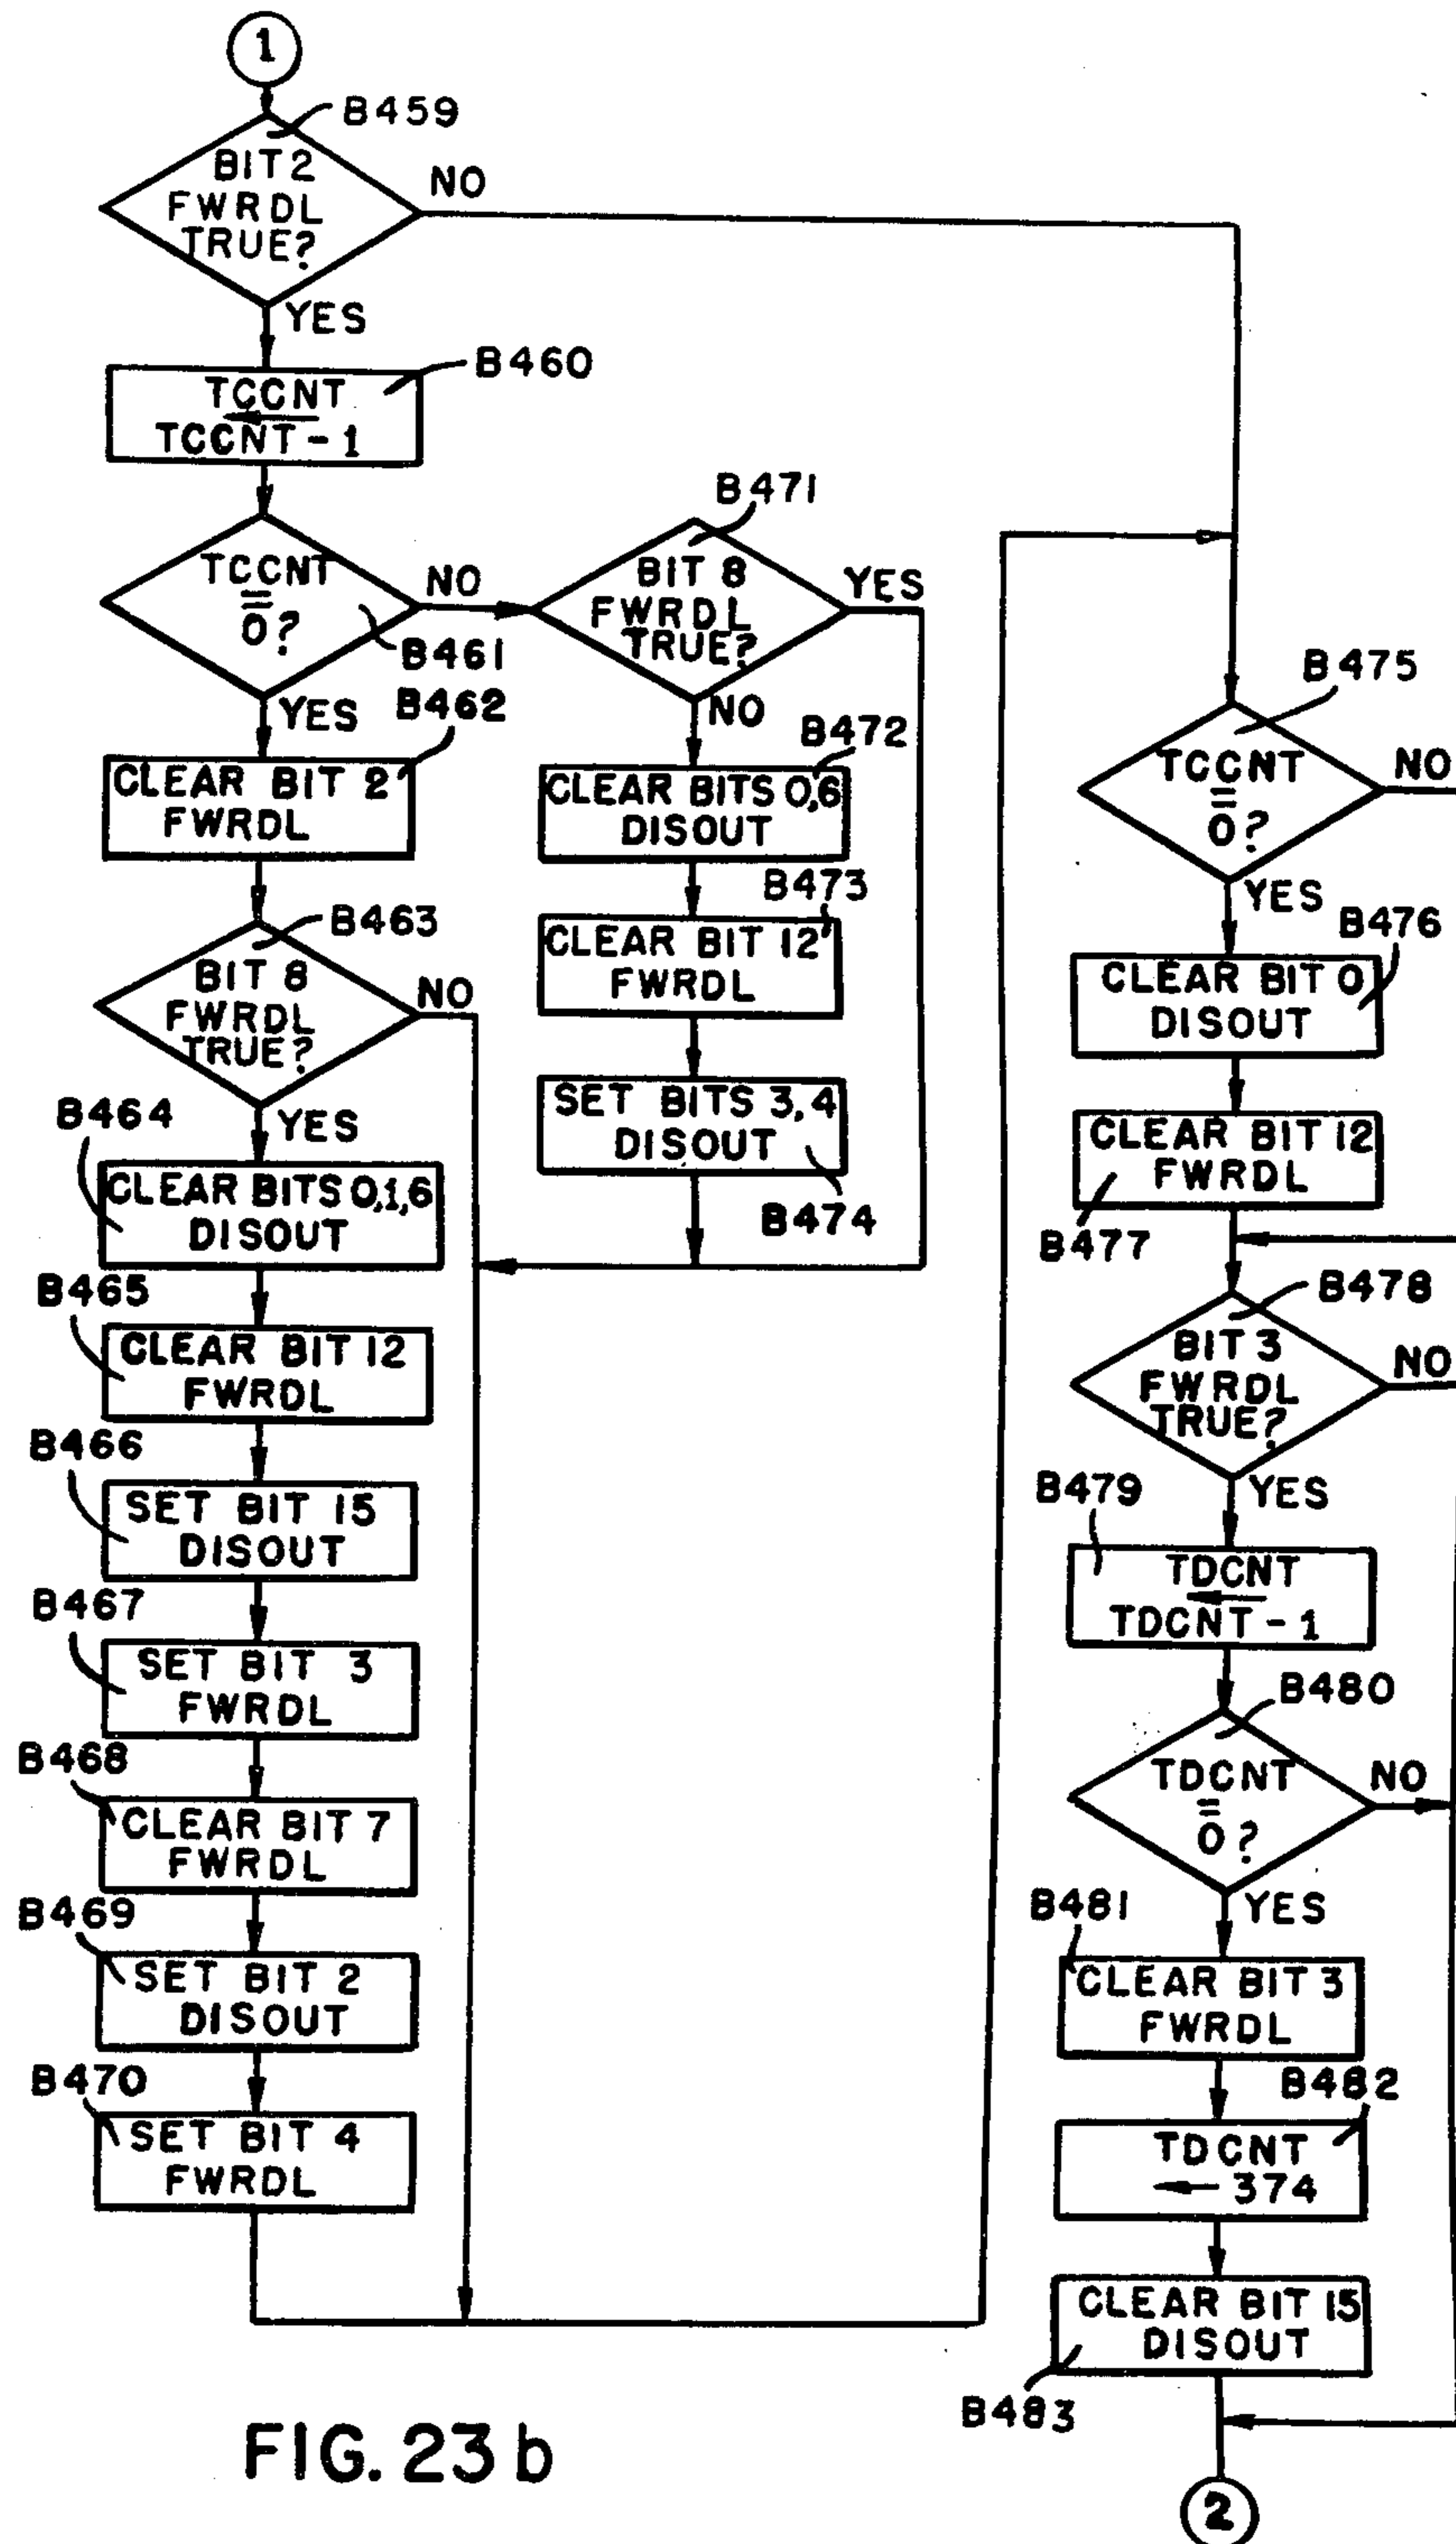 1
B459
BIT 2
FWRDL
TRUE?
NO
YES
B460
TCCNT
←
TCCNT - 1
TCCNT
=
0?
B461
NO
YES
B462
CLEAR BIT 2
FWRDL
B463
BIT 8
FWRDL
TRUE?
NO
YES
B464
CLEAR BITS 0,1,6
DISOUT
B465
CLEAR BIT 12
FWRDL
B466
SET BIT 15
DISOUT
B467
SET BIT 3
FWRDL
B468
CLEAR BIT 7
FWRDL
B469
SET BIT 2
DISOUT
B470
SET BIT 4
FWRDL
B471
BIT 8
FWRDL
TRUE?
YES
NO
B472
CLEAR BITS 0,6
DISOUT
B473
CLEAR BIT 12
FWRDL
SET BITS 3,4
DISOUT
B474
B475
TCCNT
=
0?
NO
YES
B476
CLEAR BIT 0
DISOUT
CLEAR BIT 12
FWRDL
B477
B478
BIT 3
FWRDL
TRUE?
NO
YES
B479
TDCNT
←
TDCNT - 1
B480
TDCNT
=
0?
NO
YES
B481
CLEAR BIT 3
FWRDL
B482
TDCNT
← 374
CLEAR BIT 15
DISOUT
B483
2
FIG. 23b